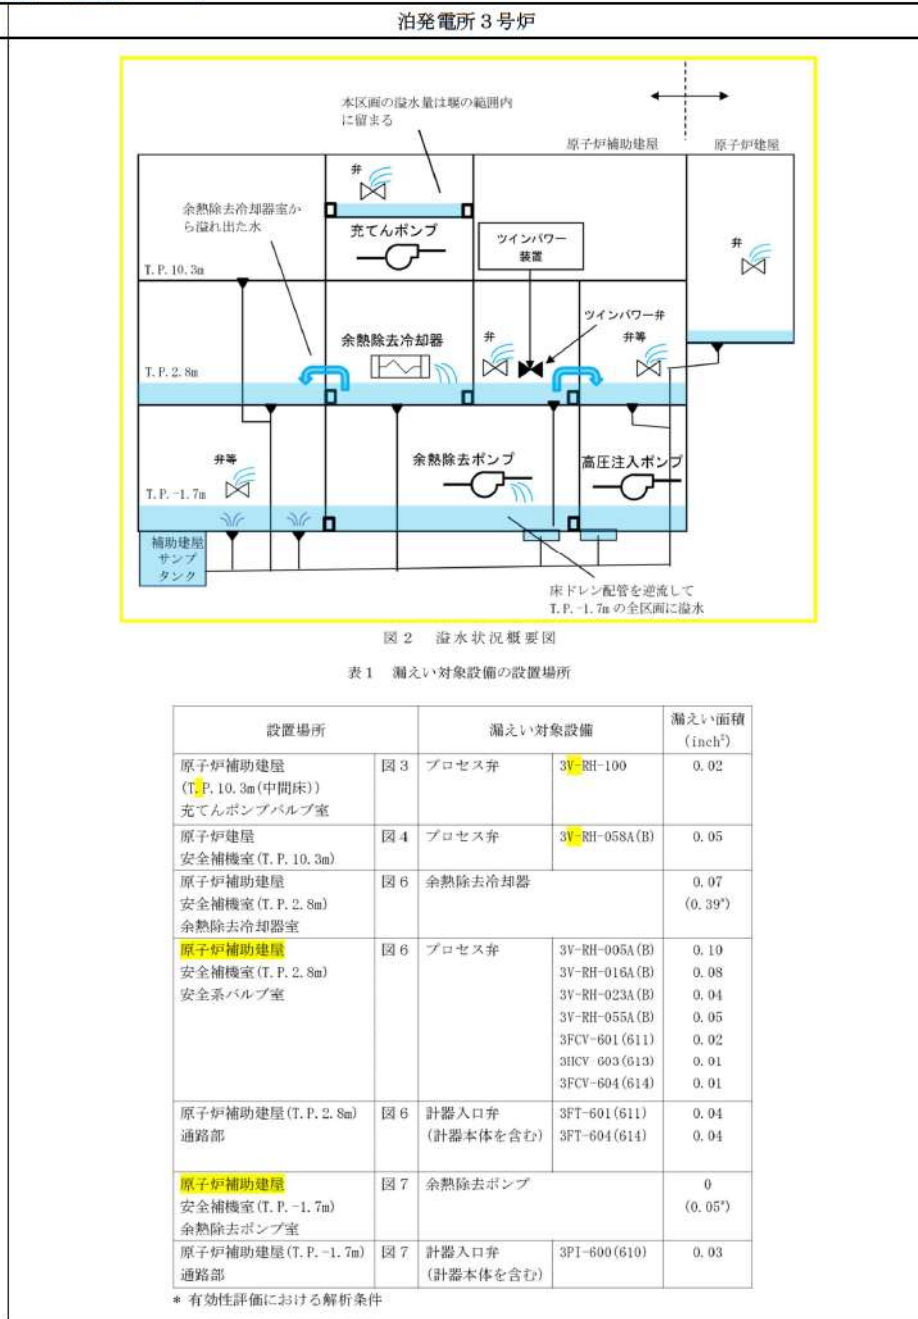 泊発電所３号炉
本区画の溢水量は堰の範囲内
に留まる
原子炉補助建屋
原子炉建屋
弁
余熱除去冷却器室か
ら溢れ出た水
充てんポンプ
ツインパワー
装置
弁
T.P.10.3m
ツインパワー弁
余熱除去冷却器
弁
弁等
T.P.2.8m
弁等
余熱除去ポンプ
高圧注入ポンプ
T.P.-1.7m
補助建屋
サンプ
タンク
床ドレン配管を逆流して
T.P.-1.7mの全区画に溢水
図２　溢水状況概要図
表１　漏えい対象設備の設置場所
設置場所 漏えい対象設備 漏えい面積
(inch²)
原子炉補助建屋 図３ プロセス弁 3V-RH-100 0.02
(T.P.10.3m(中間床))
充てんポンプバルブ室
原子炉建屋 図４ プロセス弁 3V-RH-058A(B) 0.05
安全補機室(T.P.10.3m)
原子炉補助建屋 図６ 余熱除去冷却器 0.07
安全補機室(T.P.2.8m) (0.39*)
余熱除去冷却器室
原子炉補助建屋 図６ プロセス弁 3V-RH-005A(B) 0.10
安全補機室(T.P.2.8m) 3V-RH-016A(B) 0.08
安全系バルブ室 3V-RH-023A(B) 0.04
3V-RH-055A(B) 0.05
3FCV-601(611) 0.02
3HCV-603(613) 0.01
3FCV-604(614) 0.01
原子炉補助建屋(T.P.2.8m) 図６ 計器入口弁 3FT-601(611) 0.04
通路部 (計器本体を含む) 3FT-604(614) 0.04
原子炉補助建屋 図７ 余熱除去ポンプ 0
安全補機室(T.P.-1.7m) (0.05*)
余熱除去ポンプ室
原子炉補助建屋(T.P.-1.7m) 図７ 計器入口弁 3PI-600(610) 0.03
通路部 (計器本体を含む)
* 有効性評価における解析条件